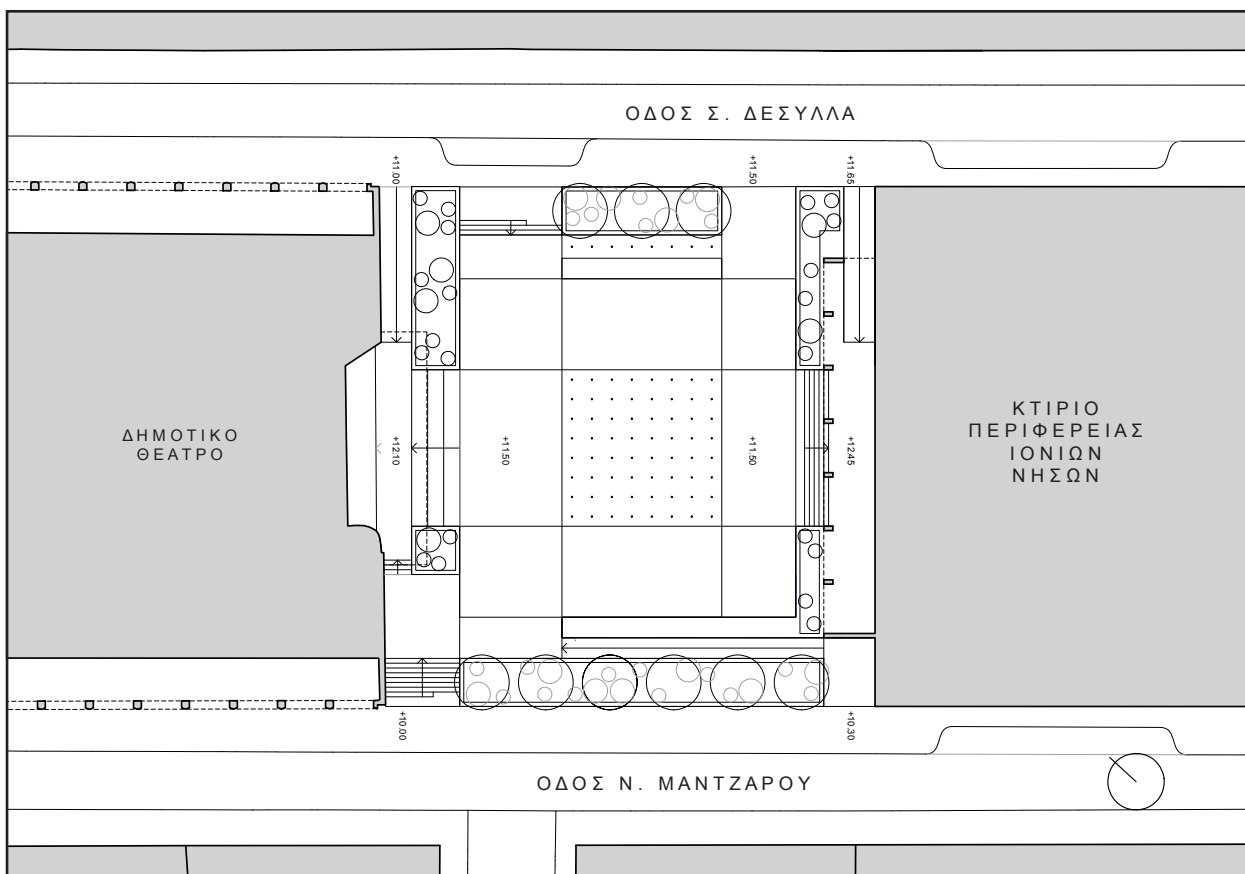 ΟΔΟΣ Σ. ΔΕΣΥΛΛΑ
+11.00
+11.50
+11.65
ΔΗΜΟΤΙΚΟ
ΘΕΑΤΡΟ
+12.10
+11.50
+11.50
+12.45
ΚΤΙΡΙΟ
ΠΕΡΙΦΕΡΕΙΑΣ
ΙΟΝΙΩΝ
ΝΗΣΩΝ
+10.00
+10.30
ΟΔΟΣ Ν. ΜΑΝΤΖΑΡΟΥ